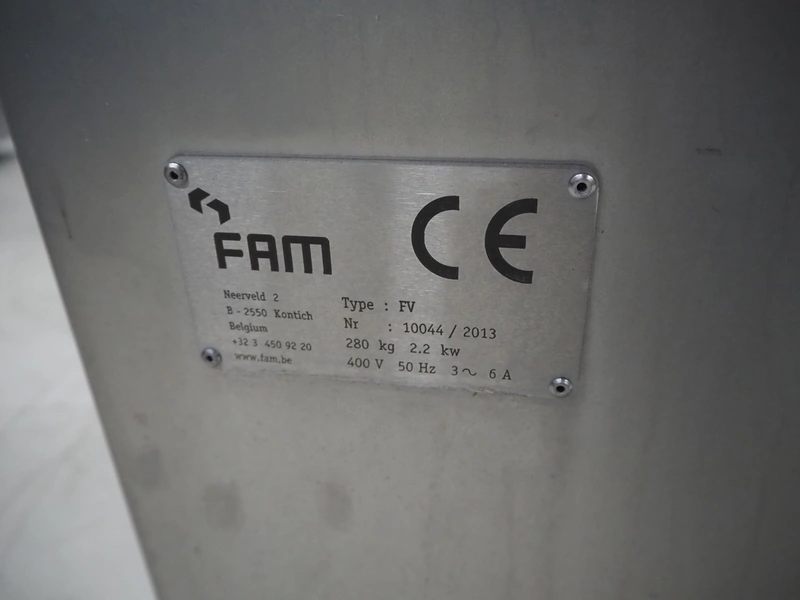 FAM
CE
Neerveld 2
B - 2550 Kontich
Belgium
+32 3 450 92 20
www.fam.be
Type : FV
Nr : 10044 / 2013
280 kg 2.2 kw
400 V 50 Hz 3 ~ 6 A